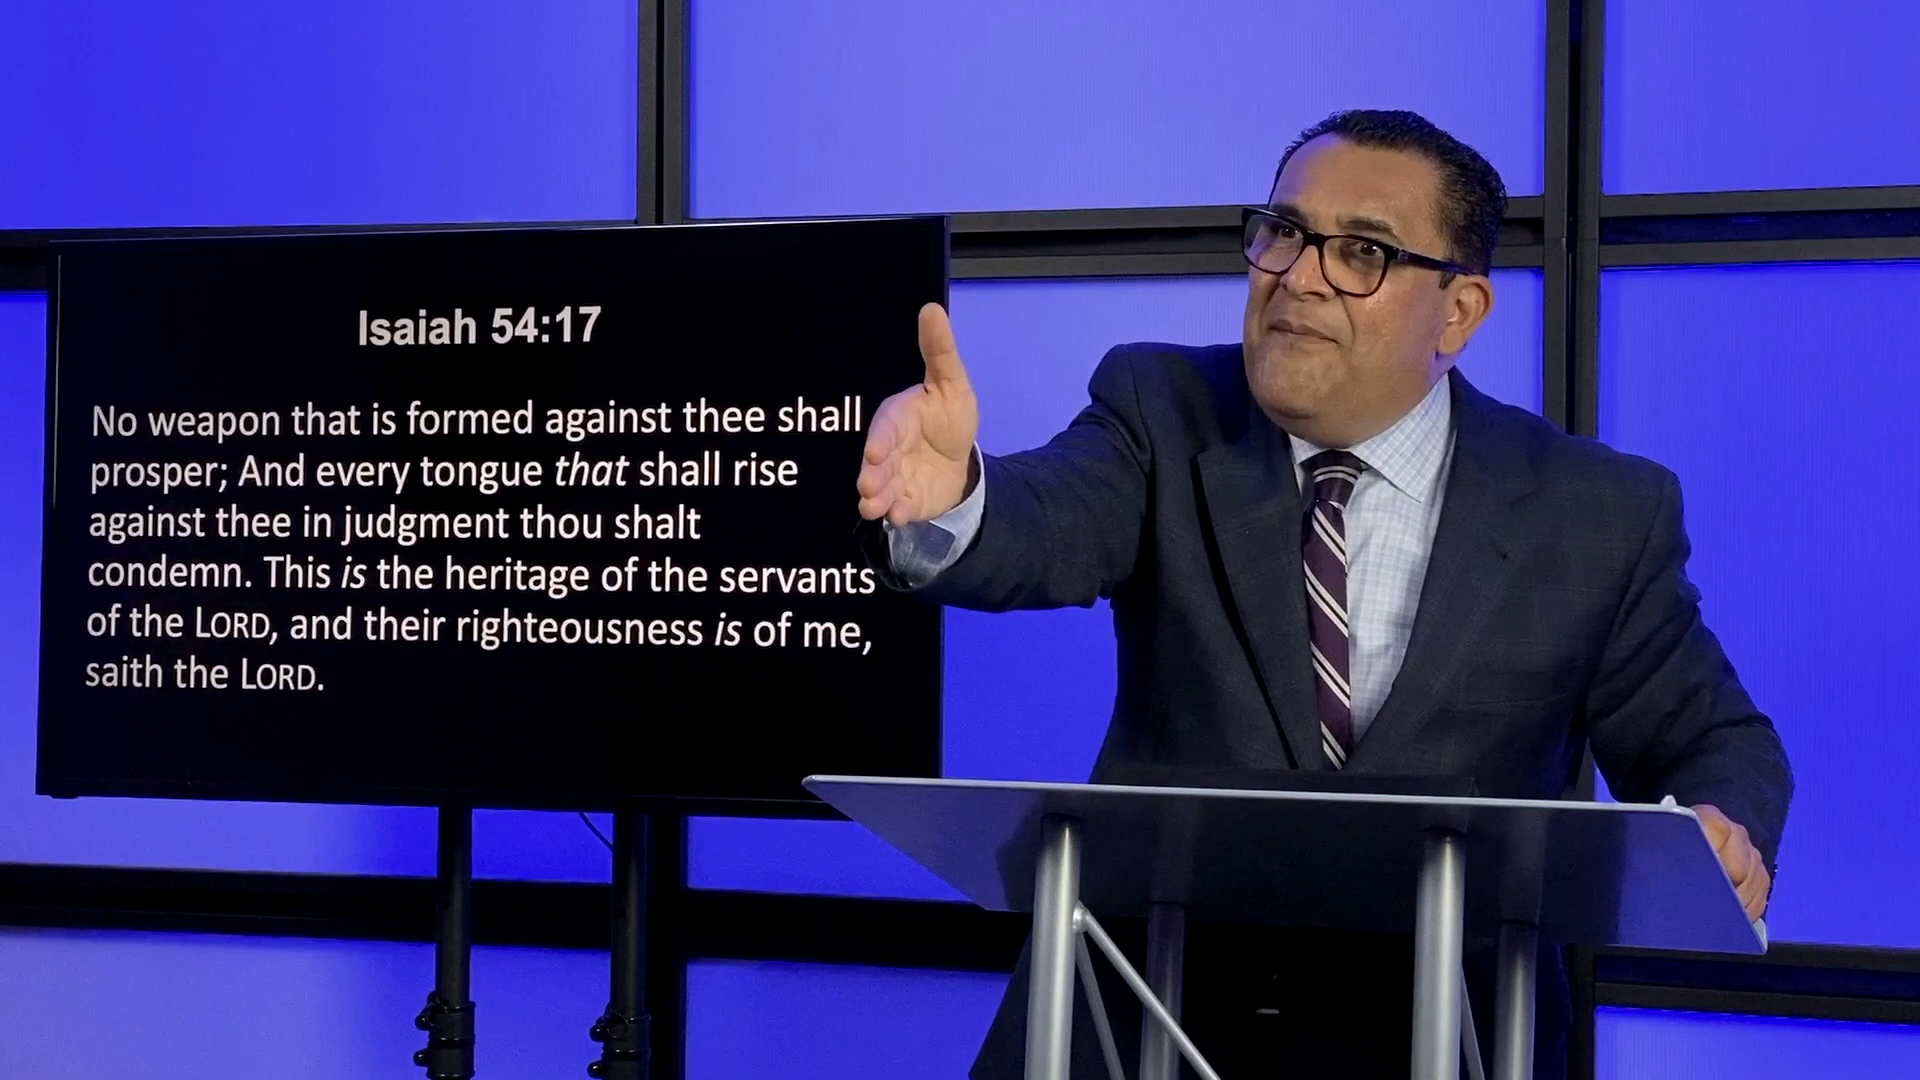 Isaiah 54:17
No weapon that is formed against thee shall
prosper; And every tongue that shall rise
against thee in judgment thou shalt
condemn. This is the heritage of the servants
of the LORD, and their righteousness is of me,
saith the LORD.